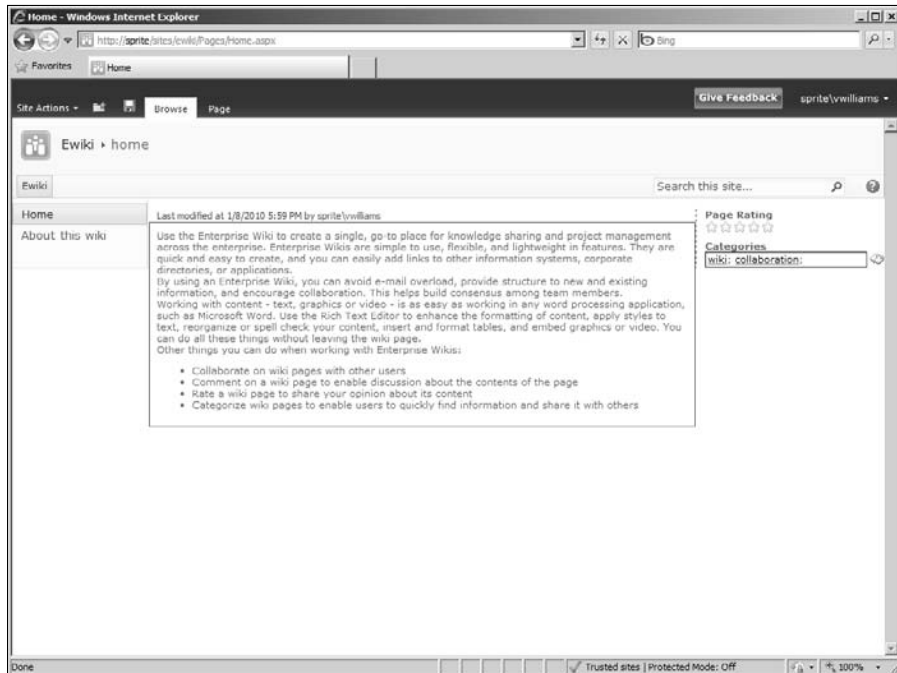 Home - Windows Internet Explorer
http://sprite/sites/ewiki/Pages/Home.aspx
Bing
Favorites
Home
Site Actions
Browse
Page
Give Feedback
sprite\vwilliams
Ewiki ▸ home
Ewiki
Search this site...
Home
About this wiki
Last modified at 1/8/2010 5:59 PM by sprite\vwilliams
Use the Enterprise Wiki to create a single, go-to place for knowledge sharing and project management
across the enterprise. Enterprise Wikis are simple to use, flexible, and lightweight in features. They are
quick and easy to create, and you can easily add links to other information systems, corporate
directories, or applications.
By using an Enterprise Wiki, you can avoid e-mail overload, provide structure to new and existing
information, and encourage collaboration. This helps build consensus among team members.
Working with content - text, graphics or video - is as easy as working in any word processing application,
such as Microsoft Word. Use the Rich Text Editor to enhance the formatting of content, apply styles to
text, reorganize or spell check your content, insert and format tables, and embed graphics or video. You
can do all these things without leaving the wiki page.
Other things you can do when working with Enterprise Wikis:
• Collaborate on wiki pages with other users
• Comment on a wiki page to enable discussion about the contents of the page
• Rate a wiki page to share your opinion about its content
• Categorize wiki pages to enable users to quickly find information and share it with others
Page Rating
Categories
wiki; collaboration;
Done
Trusted sites | Protected Mode: Off
100%